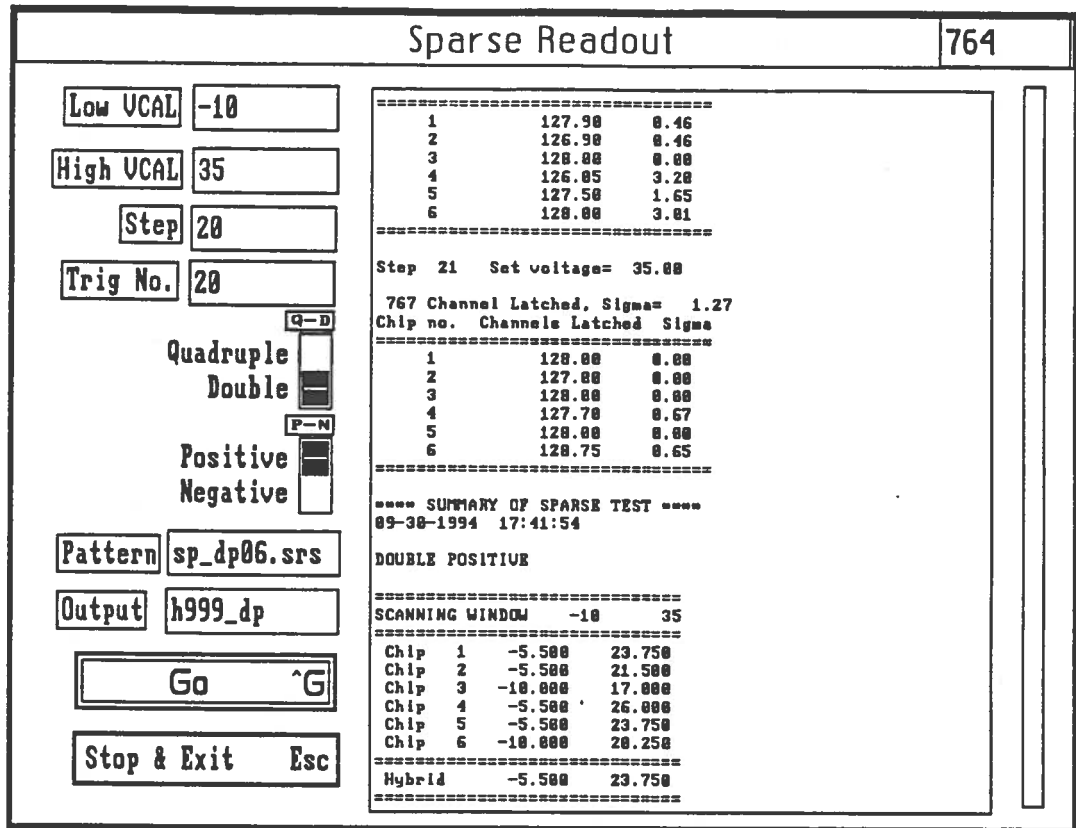 Sparse Readout 764
Low VCAL -10
High VCAL 35
Step 20
Trig No. 20
Q-D
Quadruple
Double
P-N
Positive
Negative
Pattern sp_dp06.srs
Output h999_dp
Go ^G
Stop & Exit Esc
==================================
1 127.90 0.46
2 126.90 0.46
3 128.00 0.00
4 126.05 3.20
5 127.50 1.65
6 128.00 3.01
==================================
Step 21 Set voltage= 35.00
767 Channel Latched, Sigma= 1.27
Chip no. Channels Latched Sigma
==================================
1 128.00 0.00
2 127.00 0.00
3 128.00 0.00
4 127.70 0.67
5 128.00 0.00
6 128.75 0.65
==================================
**** SUMMARY OF SPARSE TEST ****
09-30-1994 17:41:54
DOUBLE POSITIVE
===============================
SCANNING WINDOW -10 35
===============================
Chip 1 -5.500 23.750
Chip 2 -5.500 21.500
Chip 3 -10.000 17.000
Chip 4 -5.500 26.000
Chip 5 -5.500 23.750
Chip 6 -10.000 20.250
===============================
Hybrid -5.500 23.750
===============================